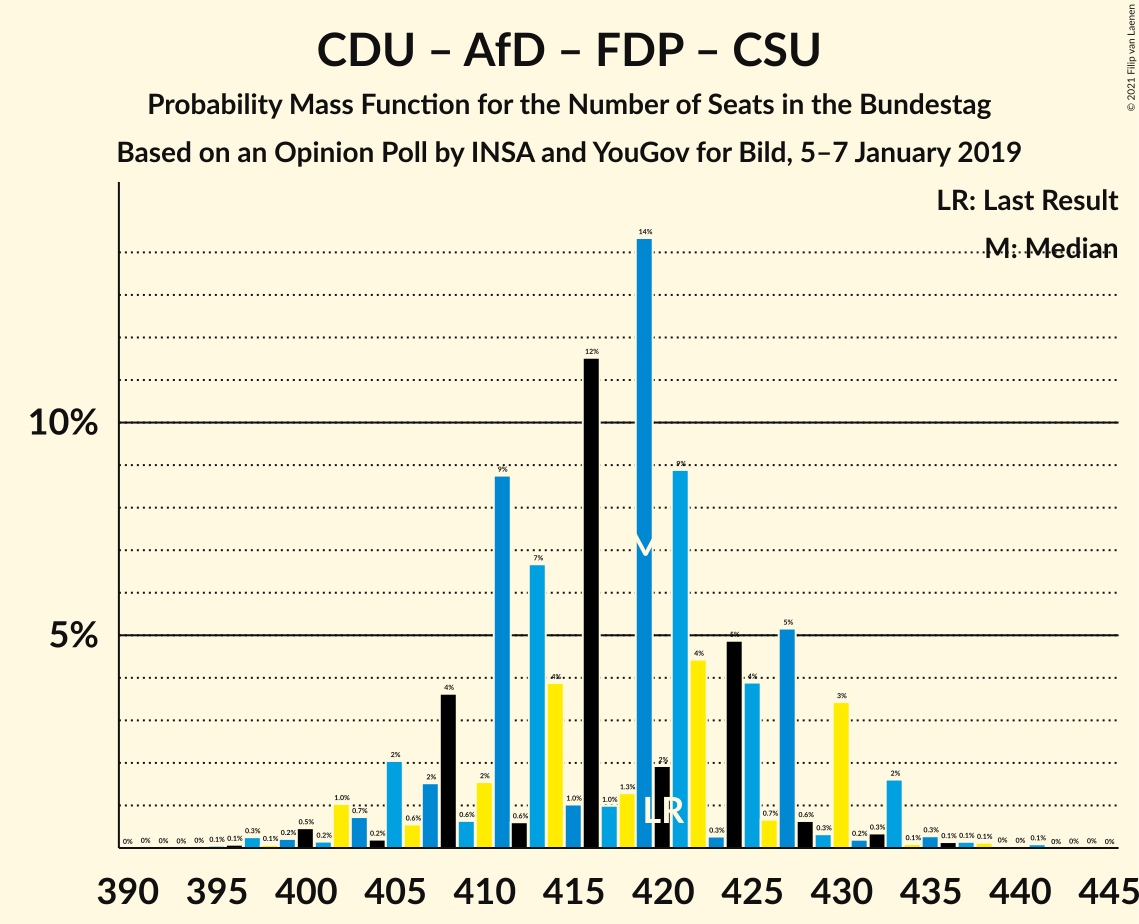 CDU – AfD – FDP – CSU
Probability Mass Function for the Number of Seats in the Bundestag
Based on an Opinion Poll by INSA and YouGov for Bild, 5–7 January 2019
© 2021 Filip van Laenen
LR: Last Result
M: Median
10%
5%
0% 0% 0% 0% 0% 0.1% 0.1% 0.3% 0.1% 0.2% 0.5% 0.2% 1.0% 0.7% 0.2% 2% 0.6% 2% 4% 0.6% 2% 9% 0.6% 7% 4% 1.0% 12% 1.0% 1.3% 14% 2% 9% 4% 0.3% 5% 4% 0.7% 5% 0.6% 0.3% 3% 0.2% 0.3% 2% 0.1% 0.3% 0.1% 0.1% 0.1% 0% 0% 0.1% 0% 0% 0% 0%
M
LR
390 395 400 405 410 415 420 425 430 435 440 445